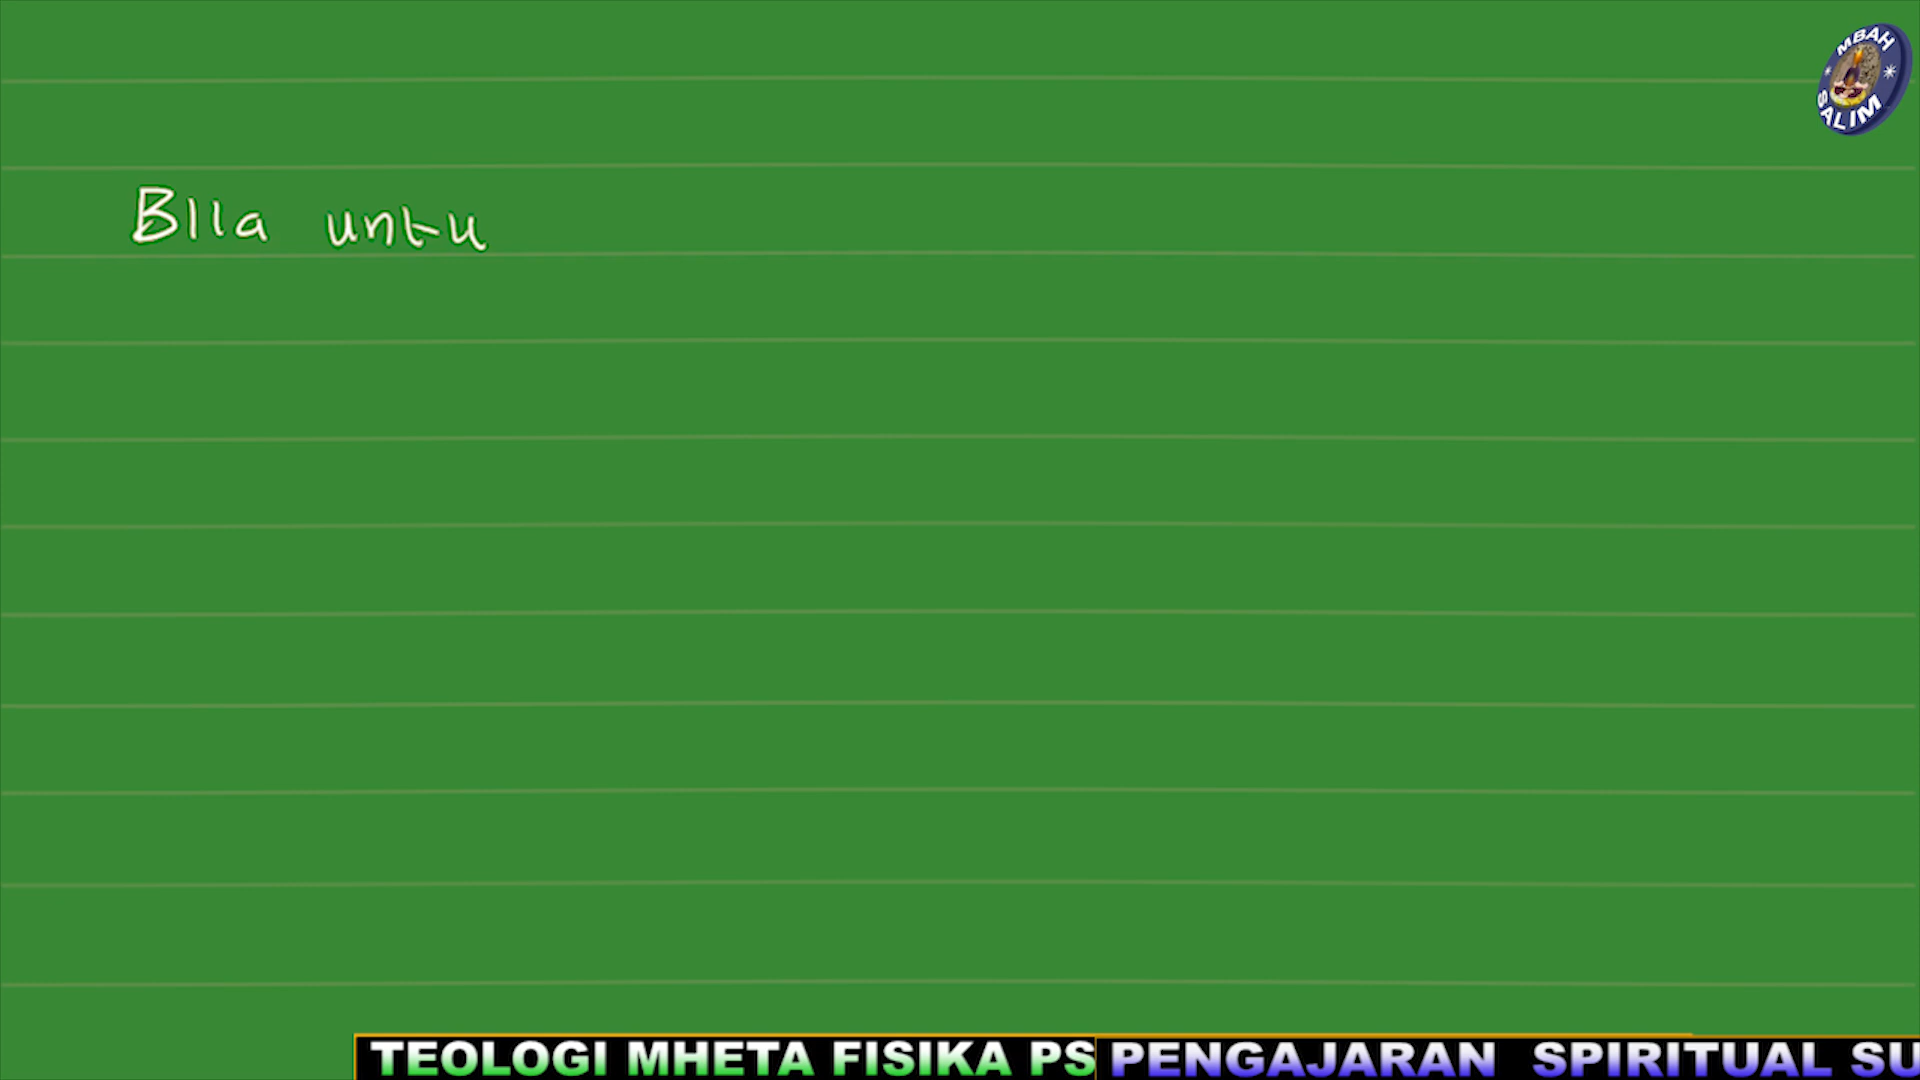 MBAH
SALIM
Bila untu
TEOLOGI MHETA FISIKA PS PENGAJARAN SPIRITUAL SU